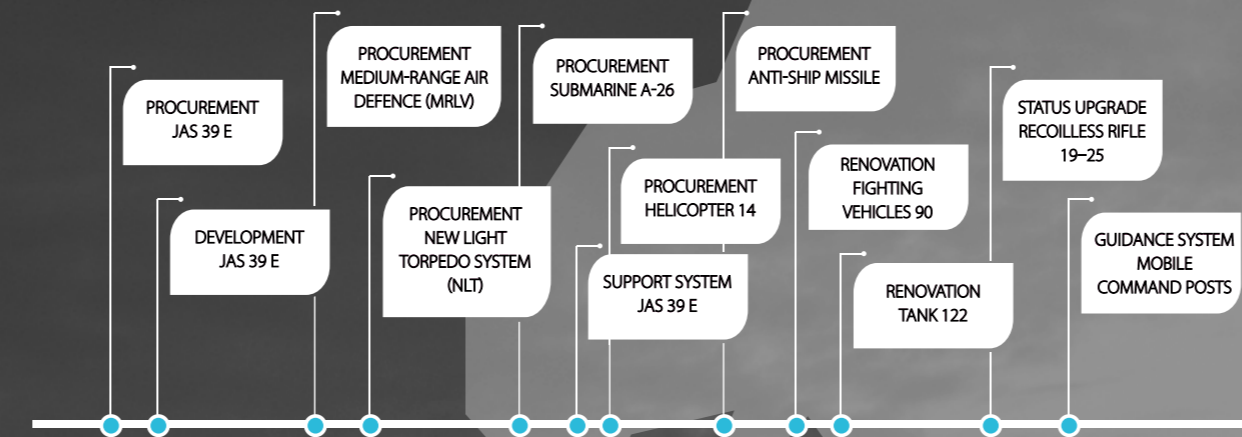 PROCUREMENT
JAS 39 E
DEVELOPMENT
JAS 39 E
PROCUREMENT
MEDIUM-RANGE AIR
DEFENCE (MRLV)
PROCUREMENT
NEW LIGHT
TORPEDO SYSTEM
(NLT)
PROCUREMENT
SUBMARINE A-26
SUPPORT SYSTEM
JAS 39 E
PROCUREMENT
HELICOPTER 14
PROCUREMENT
ANTI-SHIP MISSILE
RENOVATION
FIGHTING
VEHICLES 90
RENOVATION
TANK 122
STATUS UPGRADE
RECOILLESS RIFLE
19–25
GUIDANCE SYSTEM
MOBILE
COMMAND POSTS